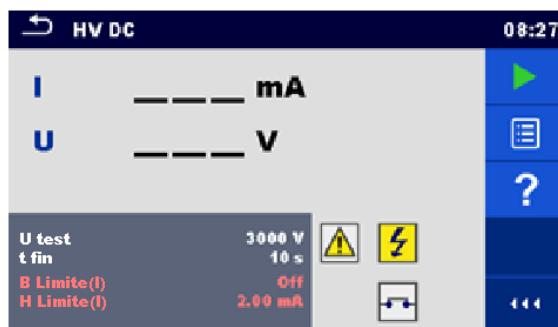 HV DC 08:27
I ___ mA
U ___ V
?
U test 3000 V
t fin 10 s
B Limite(I) Off
H Limite(I) 2.00 mA